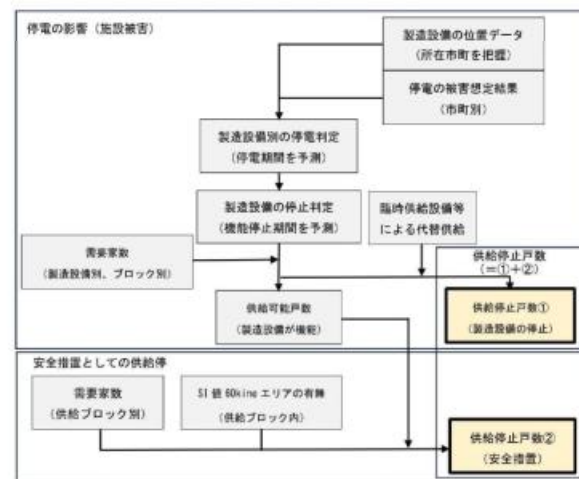 停電の影響（施設被害）
製造設備の位置データ
（所在市町を把握）
停電の被害想定結果
（市町別）
製造設備別の停電判定
（停電期間を予測）
製造設備の停止判定
（機能停止期間を予測）
臨時供給設備等
による代替供給
需要家数
（製造設備別、ブロック別）
供給停止戸数
（＝①＋②）
供給可能戸数
（製造設備が機能）
供給停止戸数①
（製造設備の停止）
安全措置としての供給停
需要家数
（供給ブロック別）
SI 値 60kine エリアの有無
（供給ブロック内）
供給停止戸数②
（安全措置）